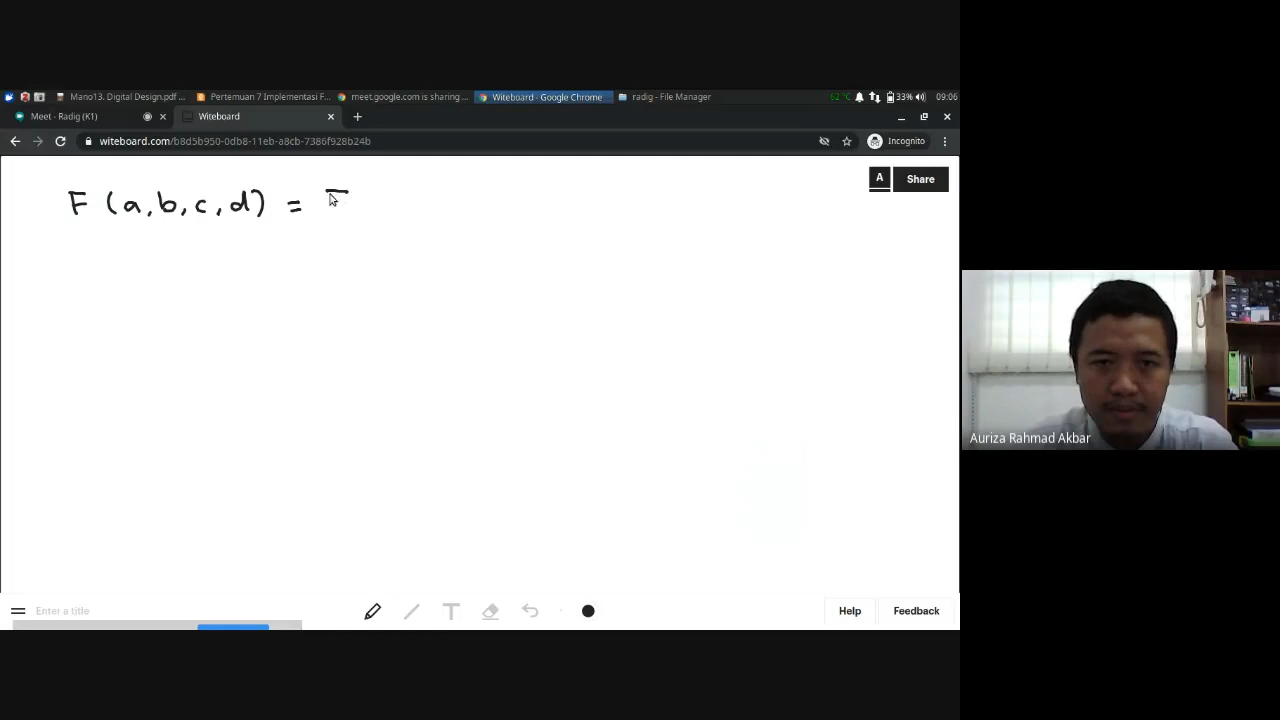 Mano13. Digital Design.pdf ... Pertemuan 7 Implementasi F... meet.google.com is sharing ... Witeboard - Google Chrome radig - File Manager 62 °C 33% 09:06
Meet - Radig (K1) Witeboard
witeboard.com/b8d5b950-0db8-11eb-a8cb-7386f928b24b Incognito
A Share
F (a,b,c,d) =
Auriza Rahmad Akbar
Enter a title T Help Feedback